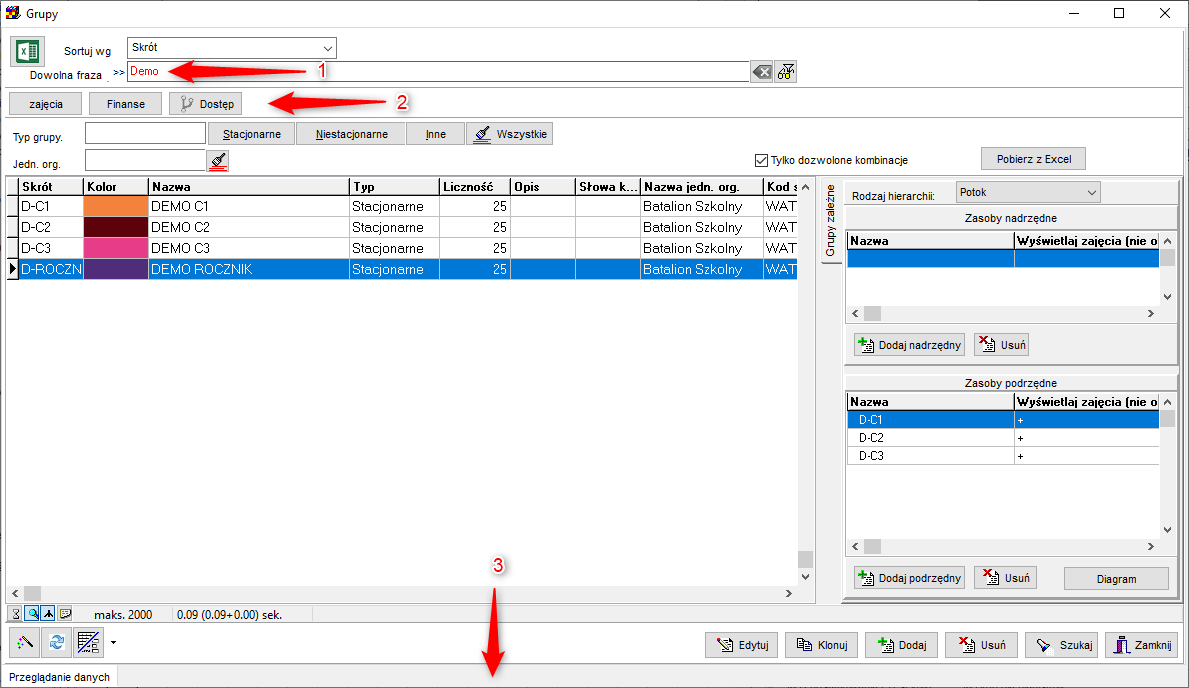 Grupy
Sortuj wg Skrót
Dowolna fraza >> Demo 1
zajęcia Finanse Dostęp 2
Typ grupy. Stacjonarne Niestacjonarne Inne Wszystkie
Jedn. org. Tylko dozwolone kombinacje Pobierz z Excel
Skrót Kolor Nazwa Typ Liczność Opis Słowa k... Nazwa jedn. org. Kod s
D-C1 DEMO C1 Stacjonarne 25 Batalion Szkolny WAT
D-C2 DEMO C2 Stacjonarne 25 Batalion Szkolny WAT
D-C3 DEMO C3 Stacjonarne 25 Batalion Szkolny WAT
D-ROCZN DEMO ROCZNIK Stacjonarne 25 Batalion Szkolny WAT
Grupy zależne
Rodzaj hierarchii: Potok
Zasoby nadrzędne
Nazwa Wyświetlaj zajęcia (nie o
Dodaj nadrzędny Usuń
Zasoby podrzędne
Nazwa Wyświetlaj zajęcia (nie o
D-C1 +
D-C2 +
D-C3 +
Dodaj podrzędny Usuń Diagram
3
maks. 2000 0.09 (0.09+0.00) sek.
Edytuj Klonuj Dodaj Usuń Szukaj Zamknij
Przeglądanie danych